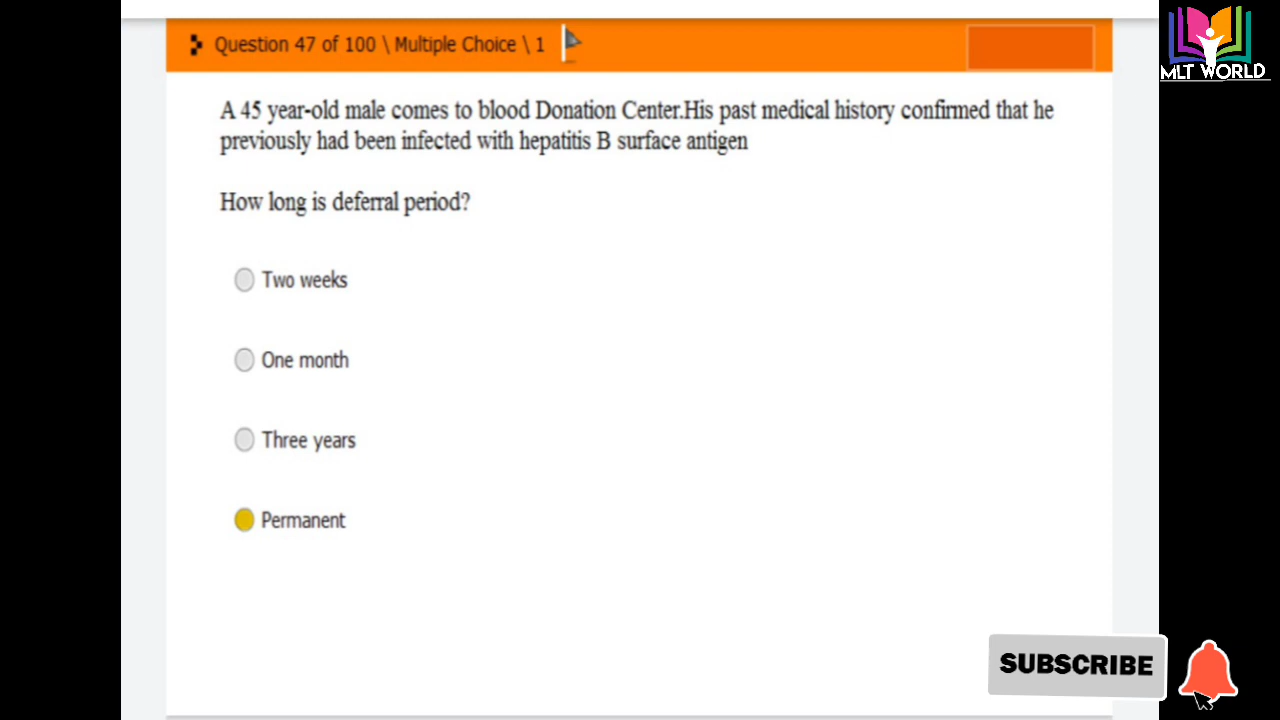 Question 47 of 100 \ Multiple Choice \ 1
MLT WORLD
A 45 year-old male comes to blood Donation Center.His past medical history confirmed that he
previously had been infected with hepatitis B surface antigen
How long is deferral period?
Two weeks
One month
Three years
Permanent
SUBSCRIBE